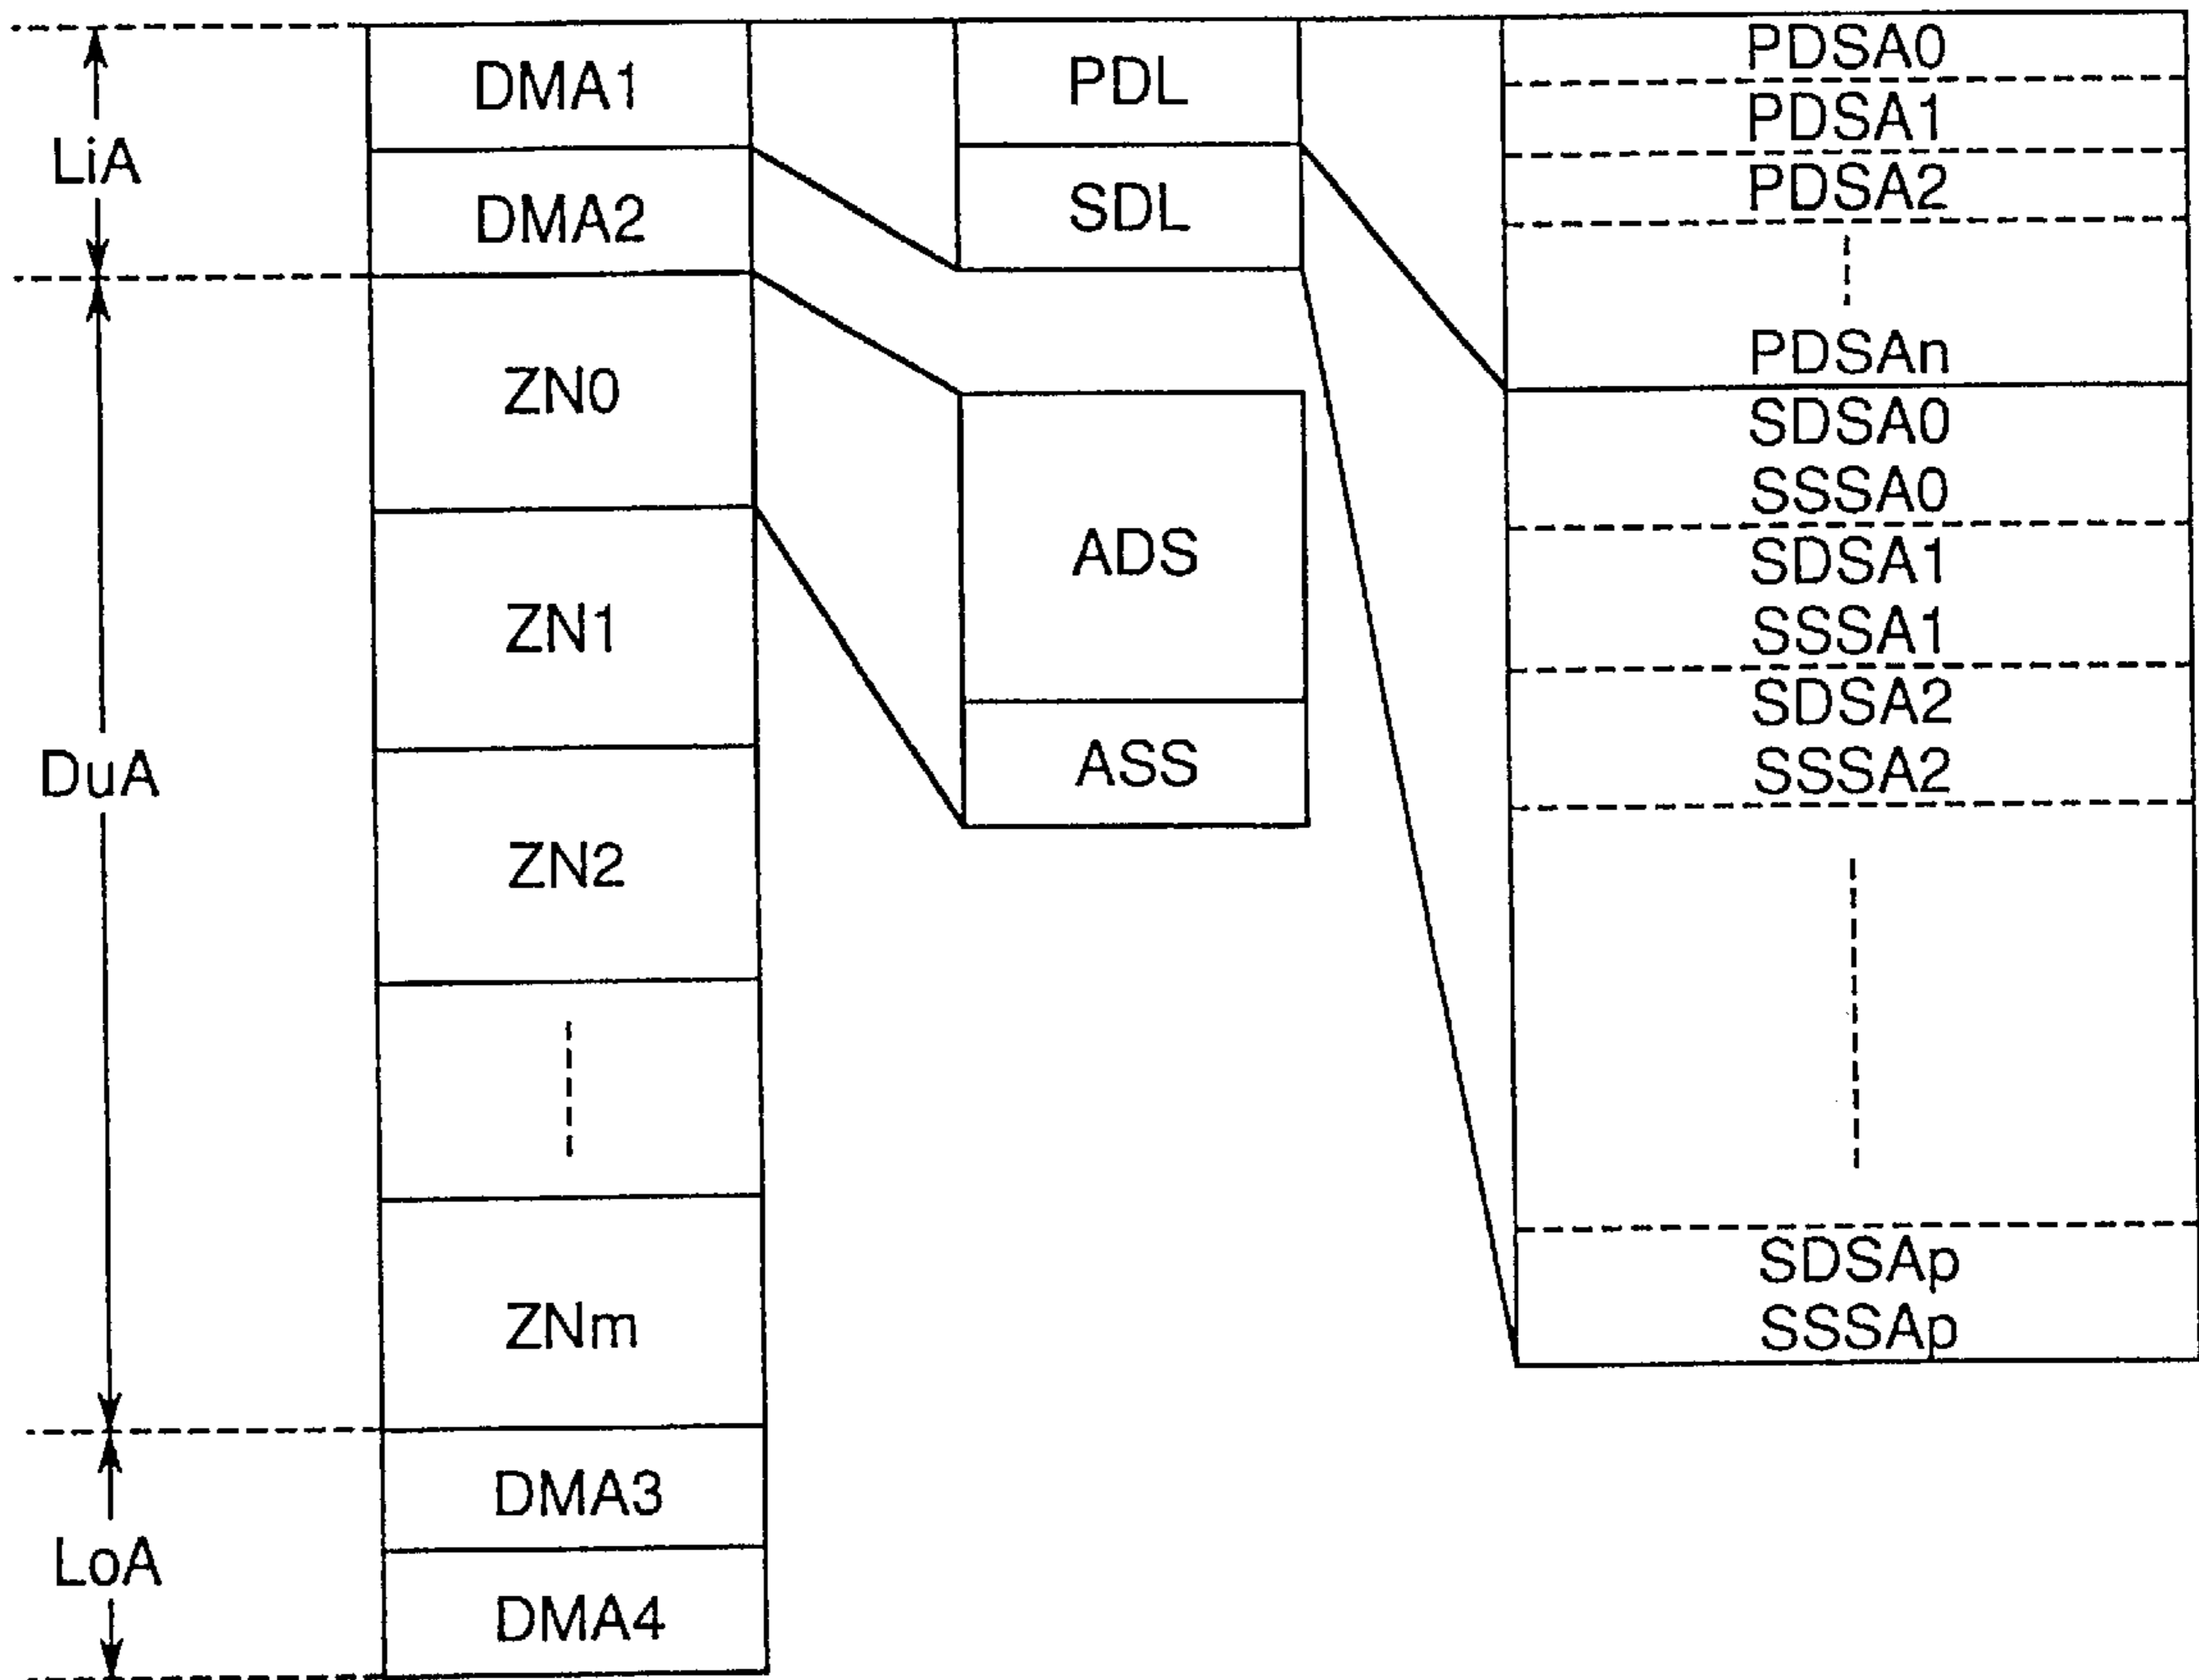 LiA
DuA
LoA
DMA1
DMA2
ZN0
ZN1
ZN2
ZNm
DMA3
DMA4
PDL
SDL
ADS
ASS
PDSA0
PDSA1
PDSA2
PDSAn
SDSA0
SSSA0
SDSA1
SSSA1
SDSA2
SSSA2
SDSAp
SSSAp